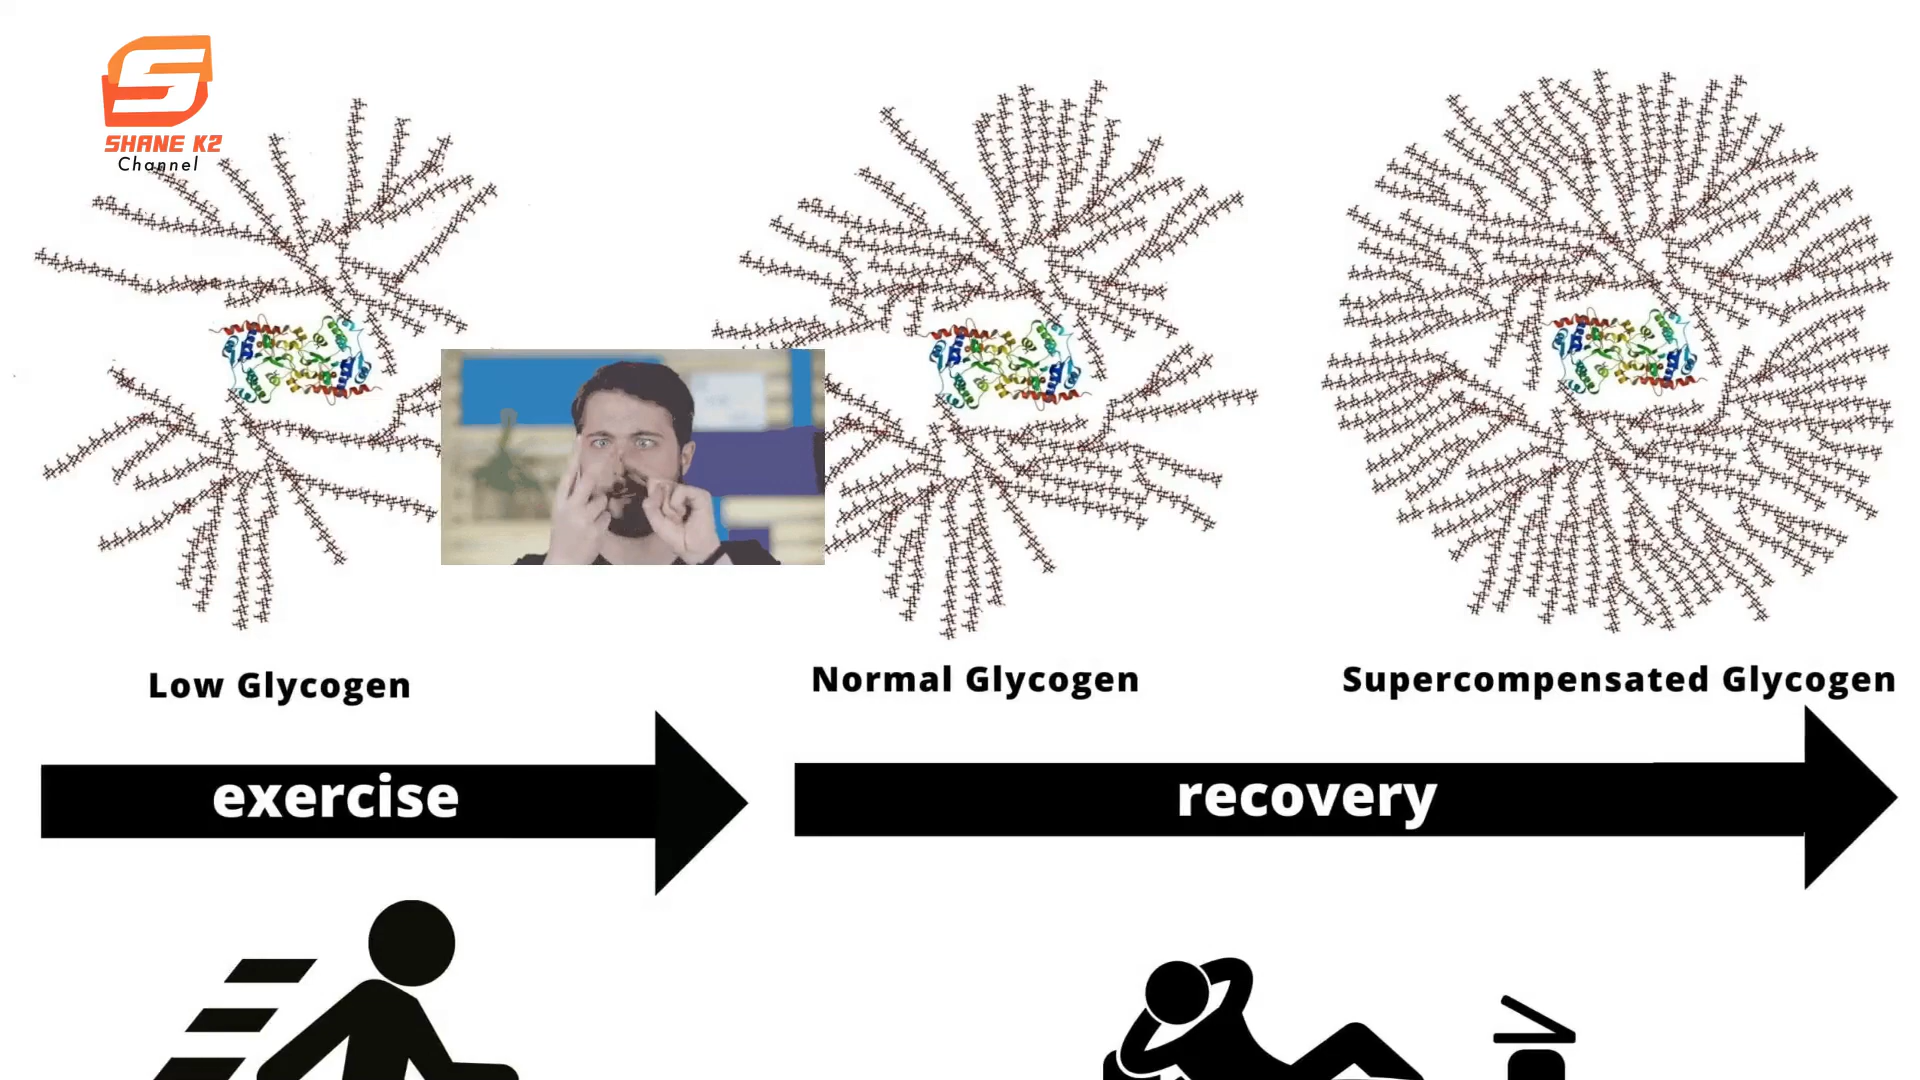 SHANE K2
Channel
Low Glycogen
Normal Glycogen
Supercompensated Glycogen
exercise
recovery